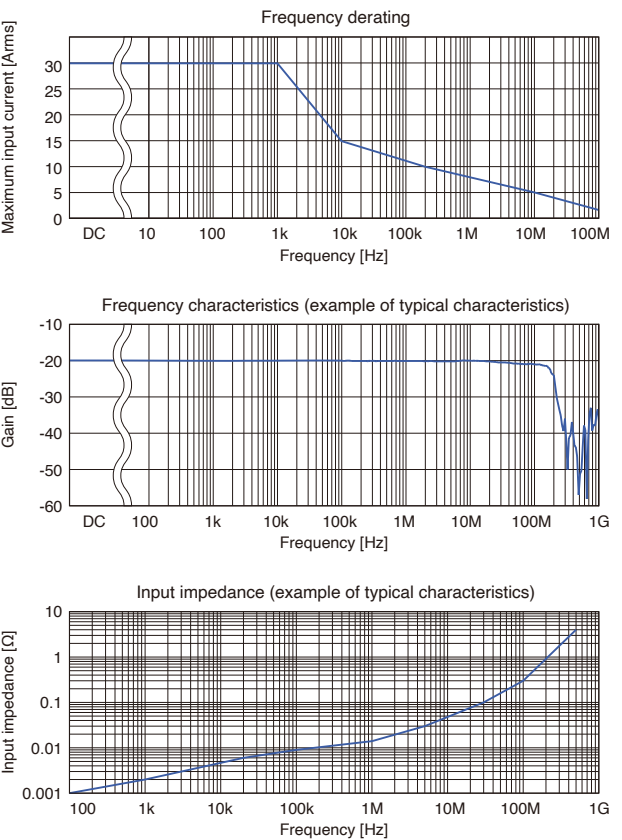 Frequency derating
Maximum input current [Arms]
30
25
20
15
10
5
0
DC 10 100 1k 10k 100k 1M 10M 100M
Frequency [Hz]
Frequency characteristics (example of typical characteristics)
Gain [dB]
-10
-20
-30
-40
-50
-60
DC 100 1k 10k 100k 1M 10M 100M 1G
Frequency [Hz]
Input impedance (example of typical characteristics)
Input impedance [Ω]
10
1
0.1
0.01
0.001
100 1k 10k 100k 1M 10M 100M 1G
Frequency [Hz]